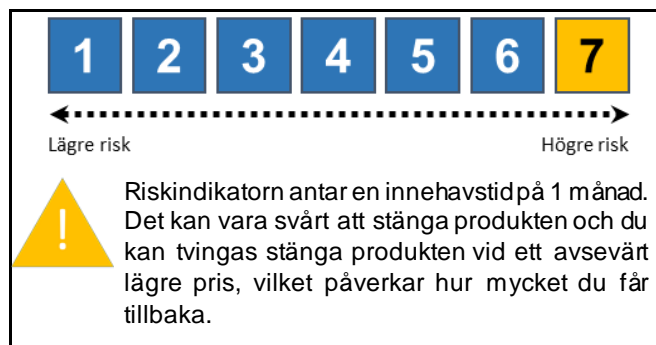 1 2 3 4 5 6 7
Lägre risk Högre risk
!
Riskindikatorn antar en innehavstid på 1 månad.
Det kan vara svårt att stänga produkten och du
kan tvingas stänga produkten vid ett avsevärt
lägre pris, vilket påverkar hur mycket du får
tillbaka.